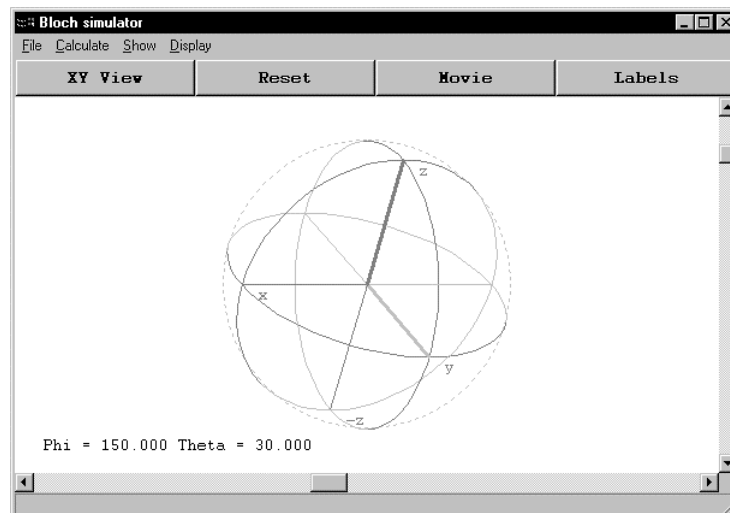 Bloch simulator
File Calculate Show Display
XY View Reset Movie Labels
z
x
y
-z
Phi = 150.000 Theta = 30.000